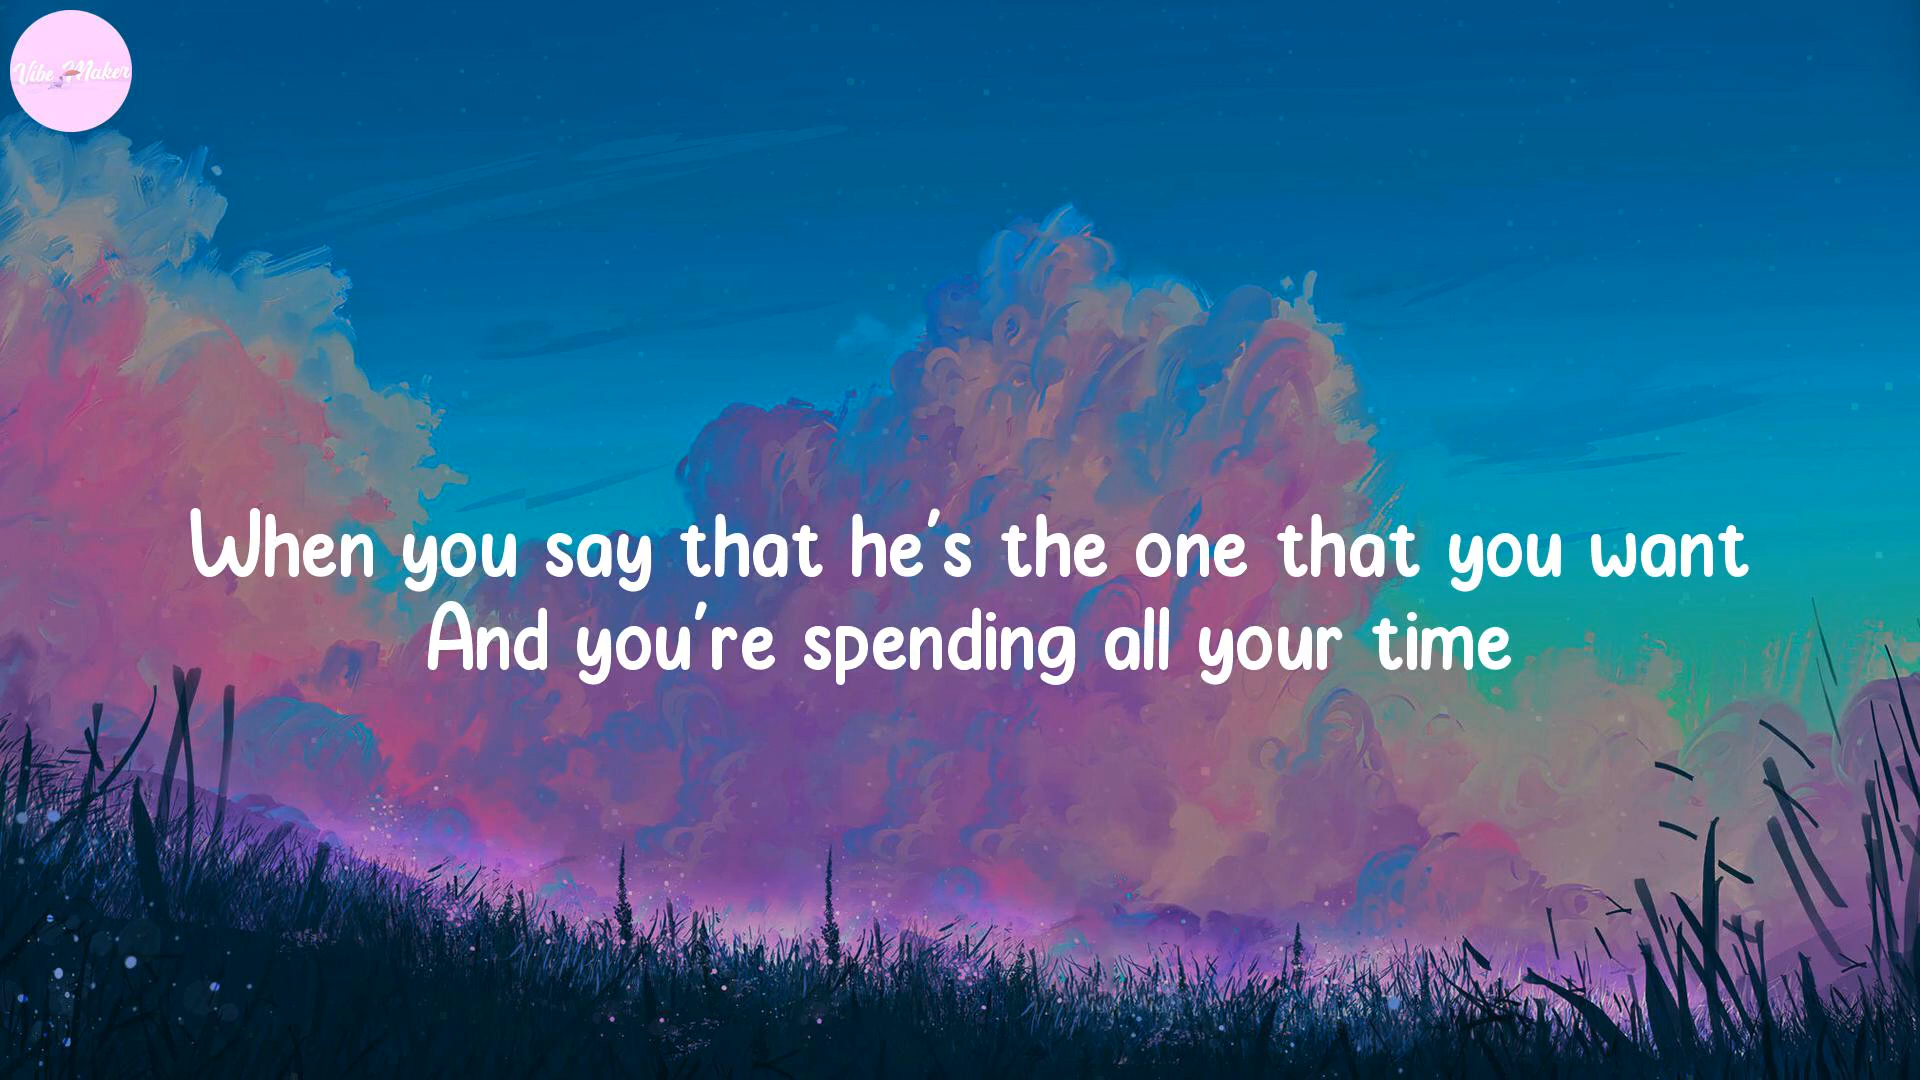 Vibe Maker
When you say that he's the one that you want
And you're spending all your time